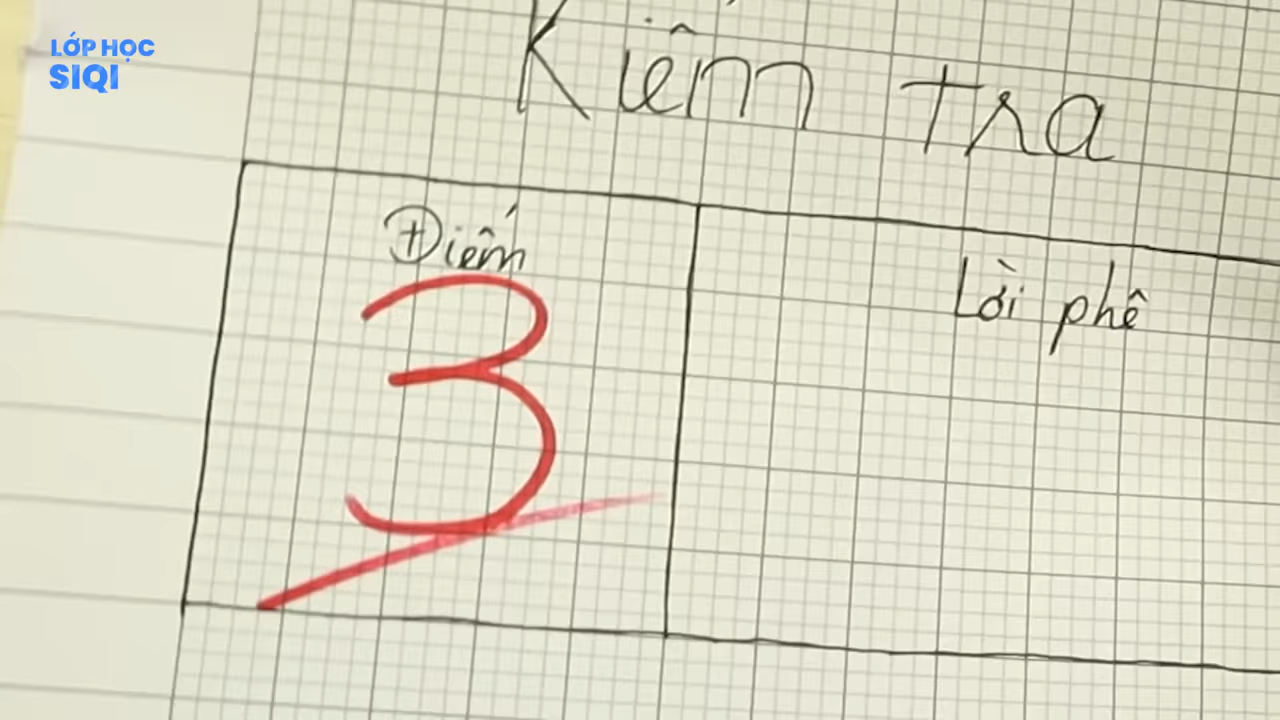 LỚP HỌC
SIQI
Kiểm tra
Điểm
Lời phê
3